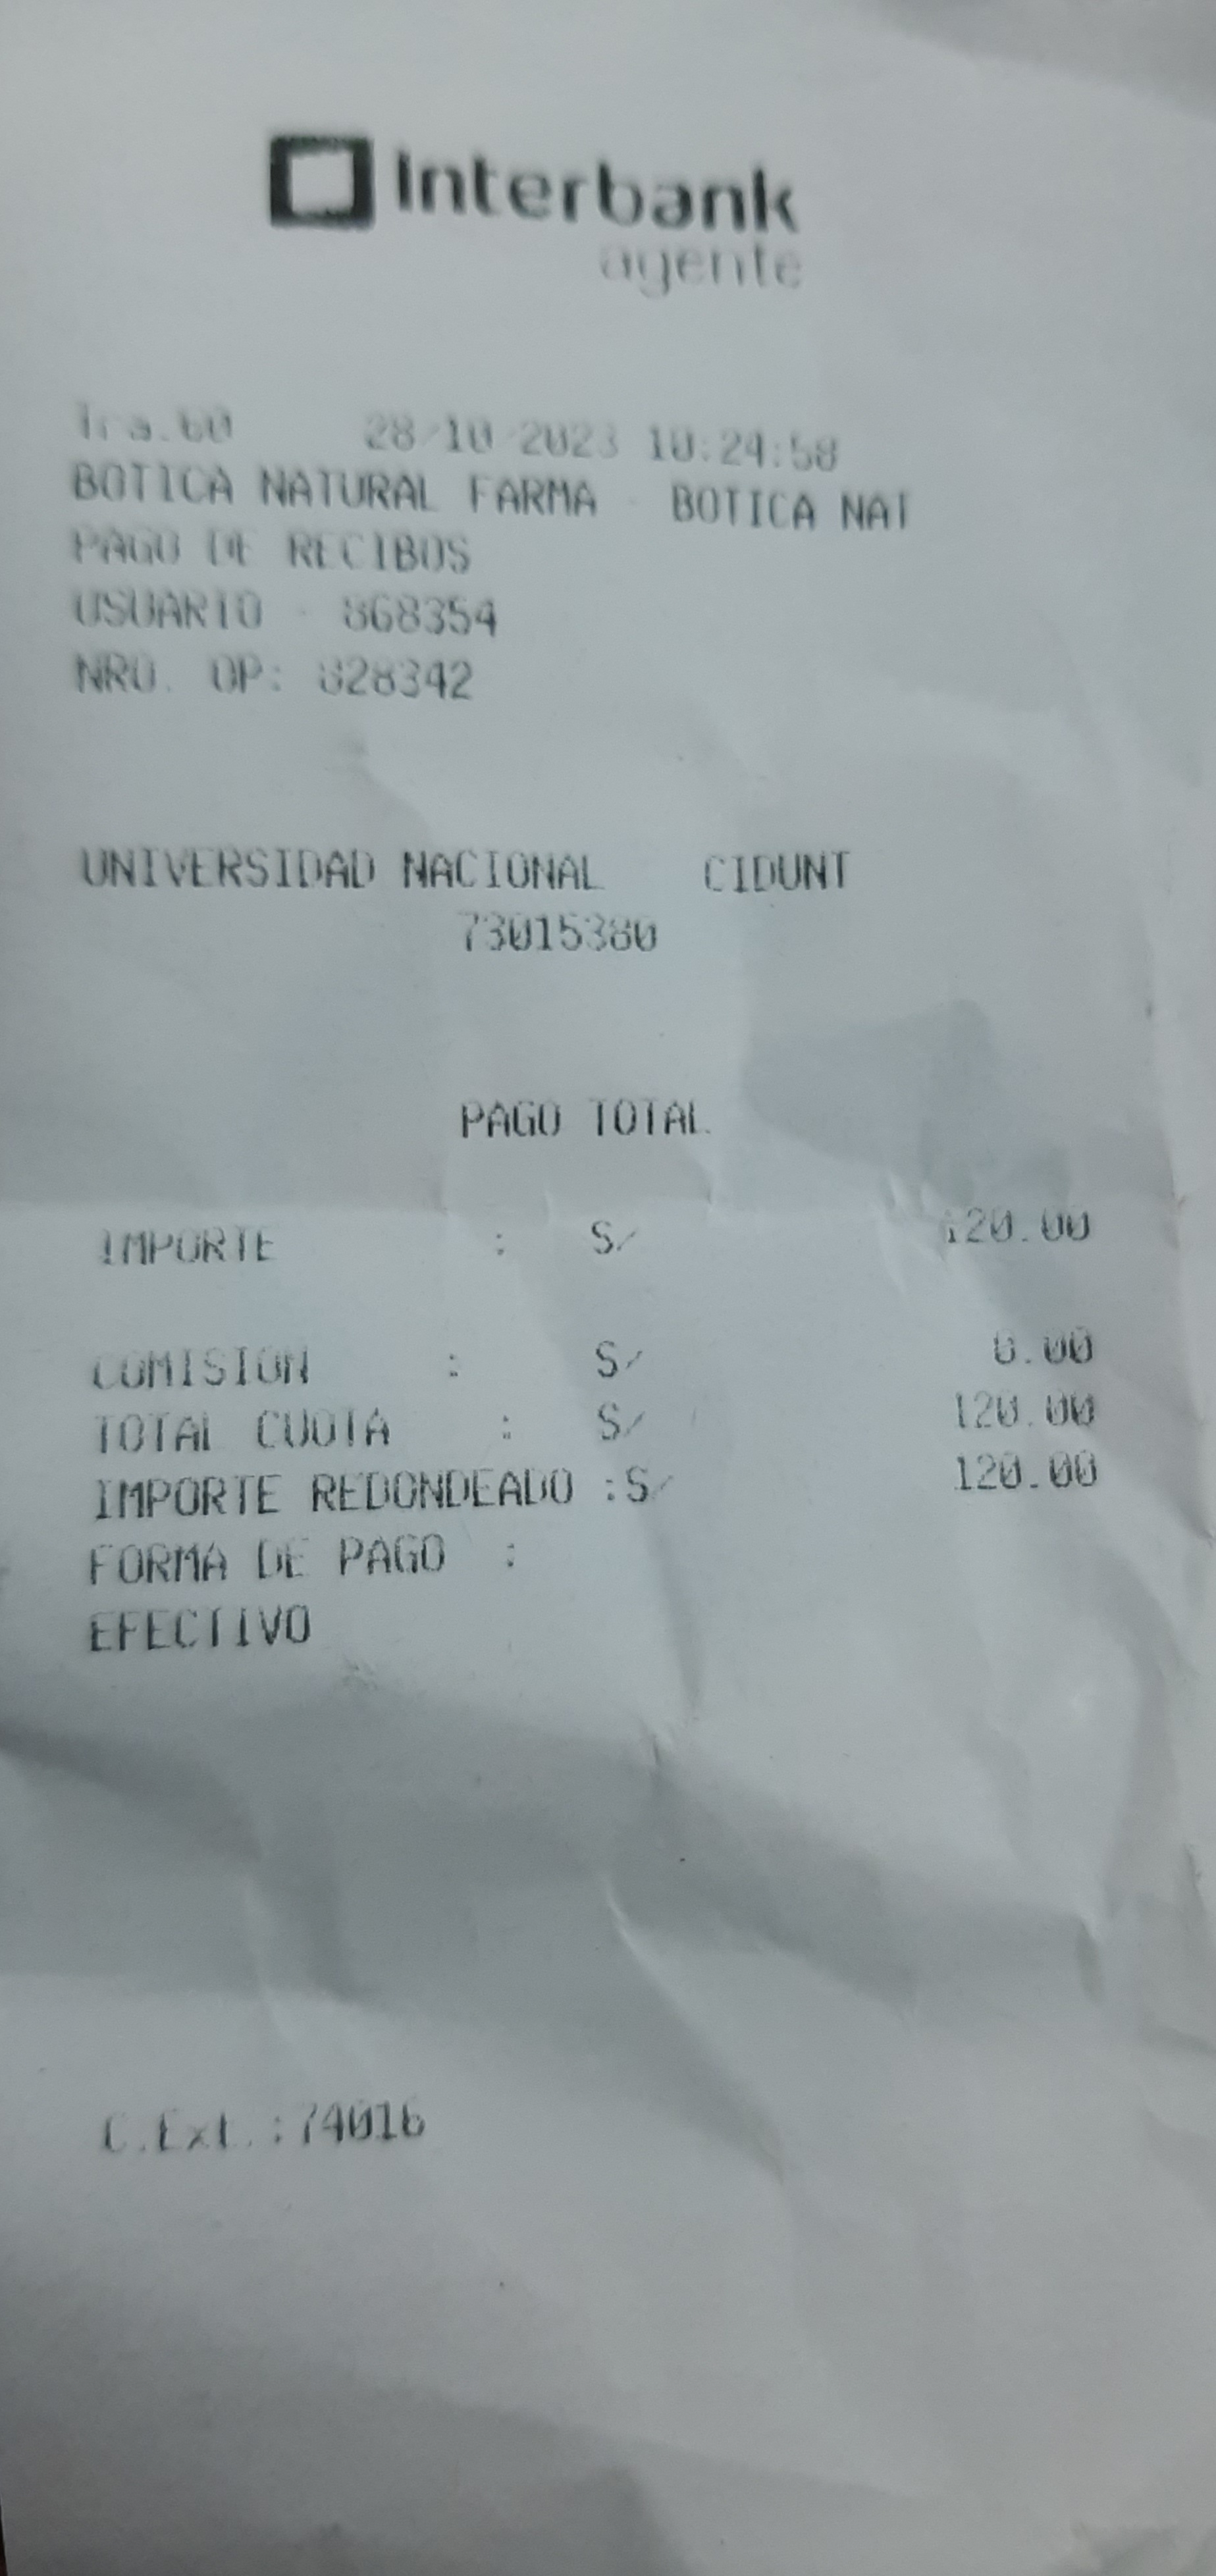 Interbank
agente
Tra.60 28/10/2023 10:24:58
BOTICA NATURAL FARMA - BOTICA NAT
PAGO DE RECIBOS
USUARIO - 868354
NRO. OP: 828342
UNIVERSIDAD NACIONAL CIDUNT
73015380
PAGO TOTAL
IMPORTE : S/ 120.00
COMISION : S/ 0.00
TOTAL CUOTA : S/ 120.00
IMPORTE REDONDEADO :S/ 120.00
FORMA DE PAGO :
EFECTIVO
C.Ext.:74016